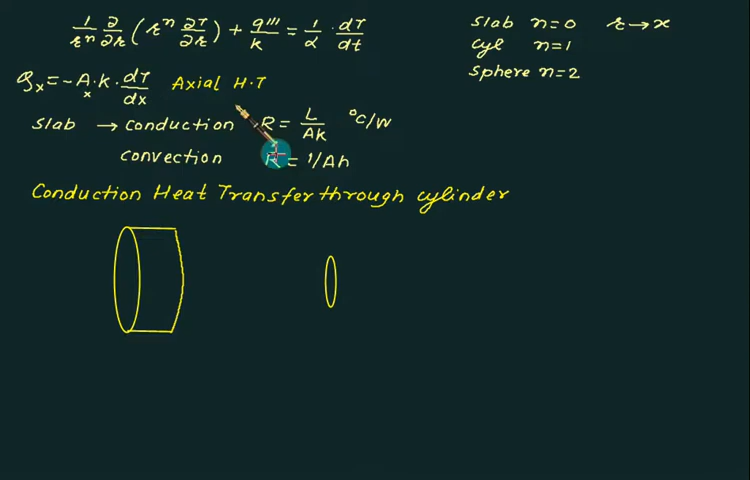 1/r^n ∂/∂r (r^n ∂T/∂r) + q'''/k = 1/α · dT/dt
Slab n=0 r→x
Cyl n=1
Sphere n=2
Qx = -A·k·dT/dx Axial H.T
x
Slab → conduction R = L/Ak °C/W
convection R = 1/Ah
Conduction Heat Transfer through cylinder